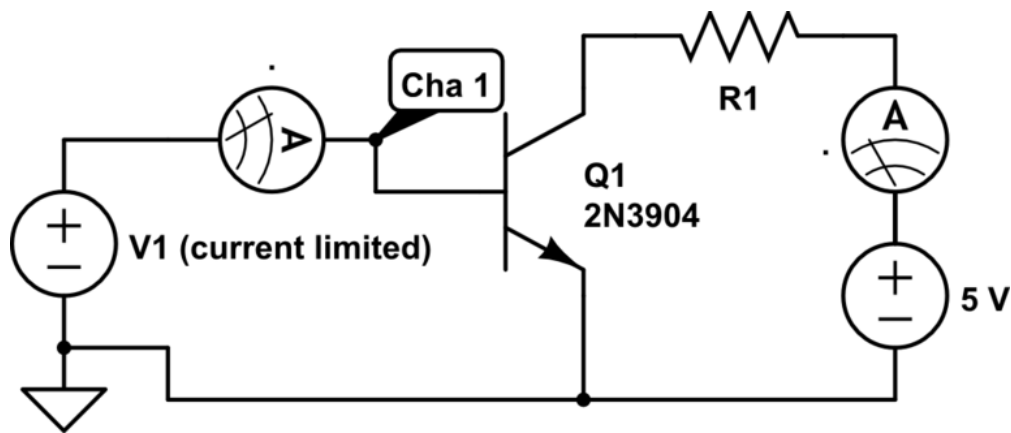 Cha 1
A
R1
A
Q1
2N3904
V1 (current limited)
5 V